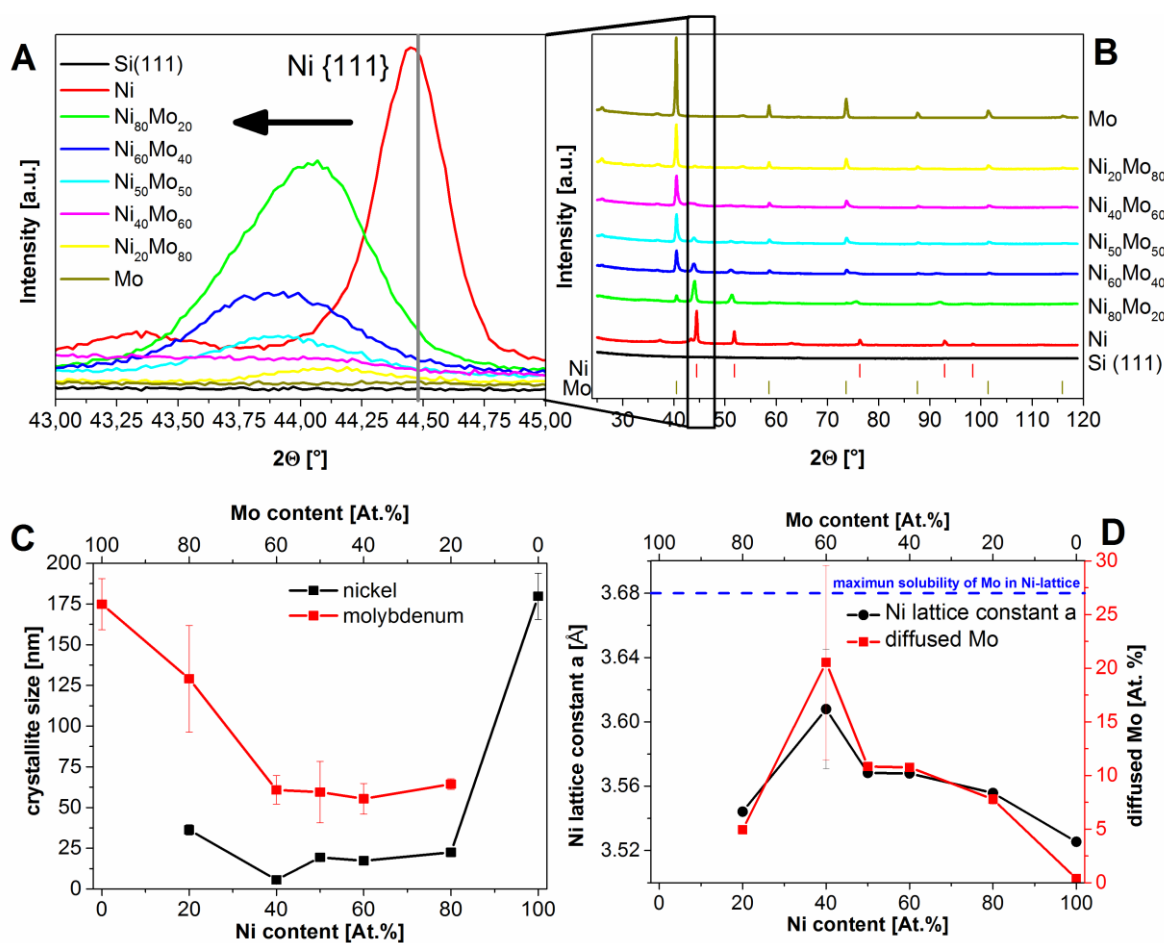 A
Si(111)
Ni
Ni₈₀Mo₂₀
Ni₆₀Mo₄₀
Ni₅₀Mo₅₀
Ni₄₀Mo₆₀
Ni₂₀Mo₈₀
Mo
Ni {111}
Intensity [a.u.]
43,00 43,25 43,50 43,75 44,00 44,25 44,50 44,75 45,00
2Θ [°]
B
Mo
Ni₂₀Mo₈₀
Ni₄₀Mo₆₀
Ni₅₀Mo₅₀
Ni₆₀Mo₄₀
Ni₈₀Mo₂₀
Ni
Si (111)
Ni
Mo
Intensity [a.u.]
30 40 50 60 70 80 90 100 120
2Θ [°]
C
Mo content [At.%]
100 80 60 40 20 0
nickel
molybdenum
crystallite size [nm]
200
175
150
125
100
75
50
25
0
0 20 40 60 80 100
Ni content [At.%]
D
Mo content [At.%]
100 80 60 40 20 0
maximun solubility of Mo in Ni-lattice
Ni lattice constant a
diffused Mo
Ni lattice constant a [Å]
3.68
3.64
3.60
3.56
3.52
diffused Mo [At. %]
30
25
20
15
10
5
0
0 20 40 60 80 100
Ni content [At.%]